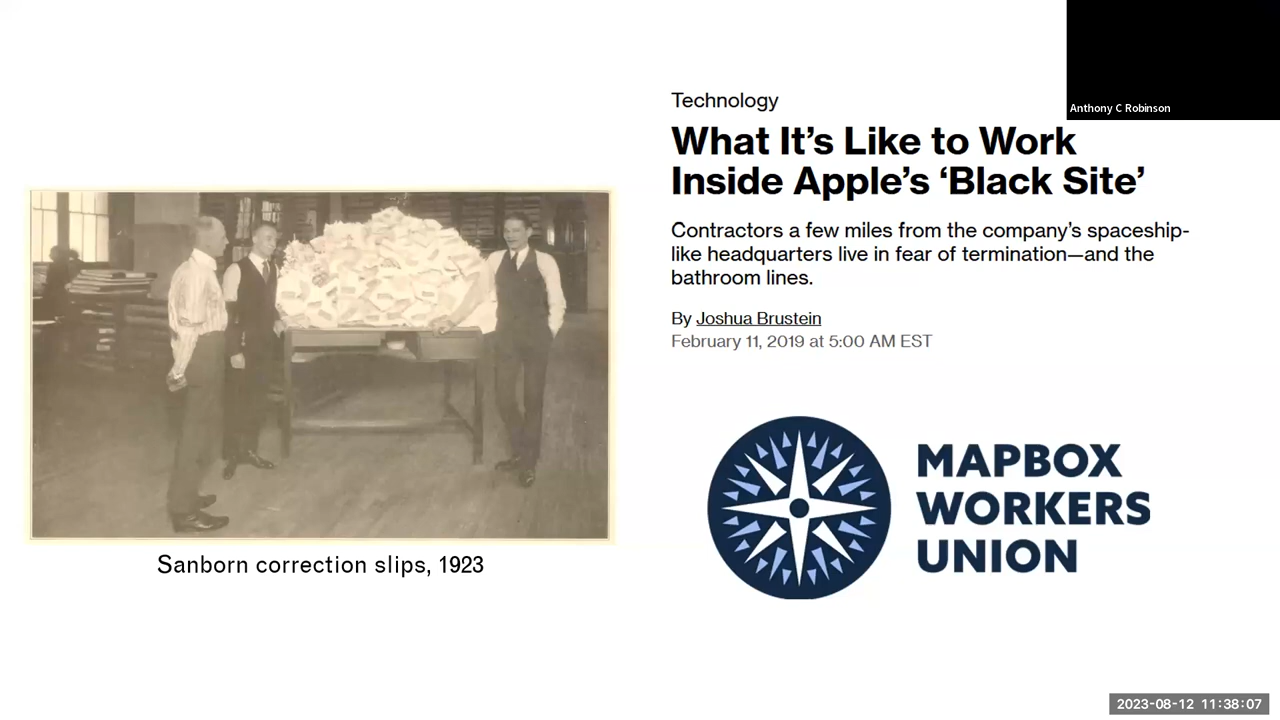 Anthony C Robinson
Technology
What It's Like to Work
Inside Apple's ‘Black Site’
Contractors a few miles from the company's spaceship-
like headquarters live in fear of termination—and the
bathroom lines.
By Joshua Brustein
February 11, 2019 at 5:00 AM EST
Sanborn correction slips, 1923
MAPBOX
WORKERS
UNION
2023-08-12 11:38:07